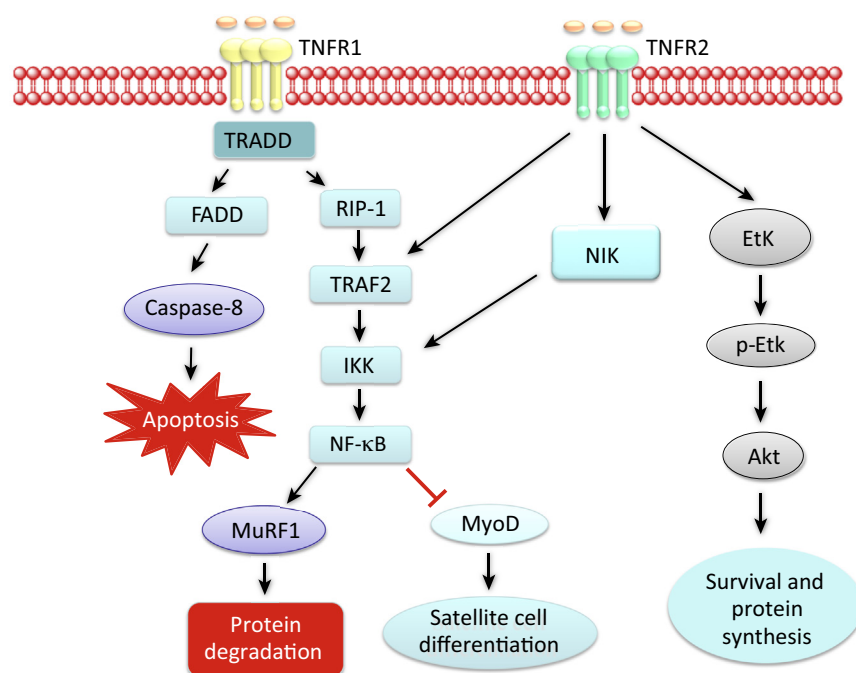 TNFR1
TNFR2
TRADD
FADD
RIP-1
EtK
NIK
TRAF2
Caspase-8
p-Etk
IKK
Apoptosis
NF-κB
Akt
MuRF1
MyoD
Survival and
protein
synthesis
Protein
degradation
Satellite cell
differentiation